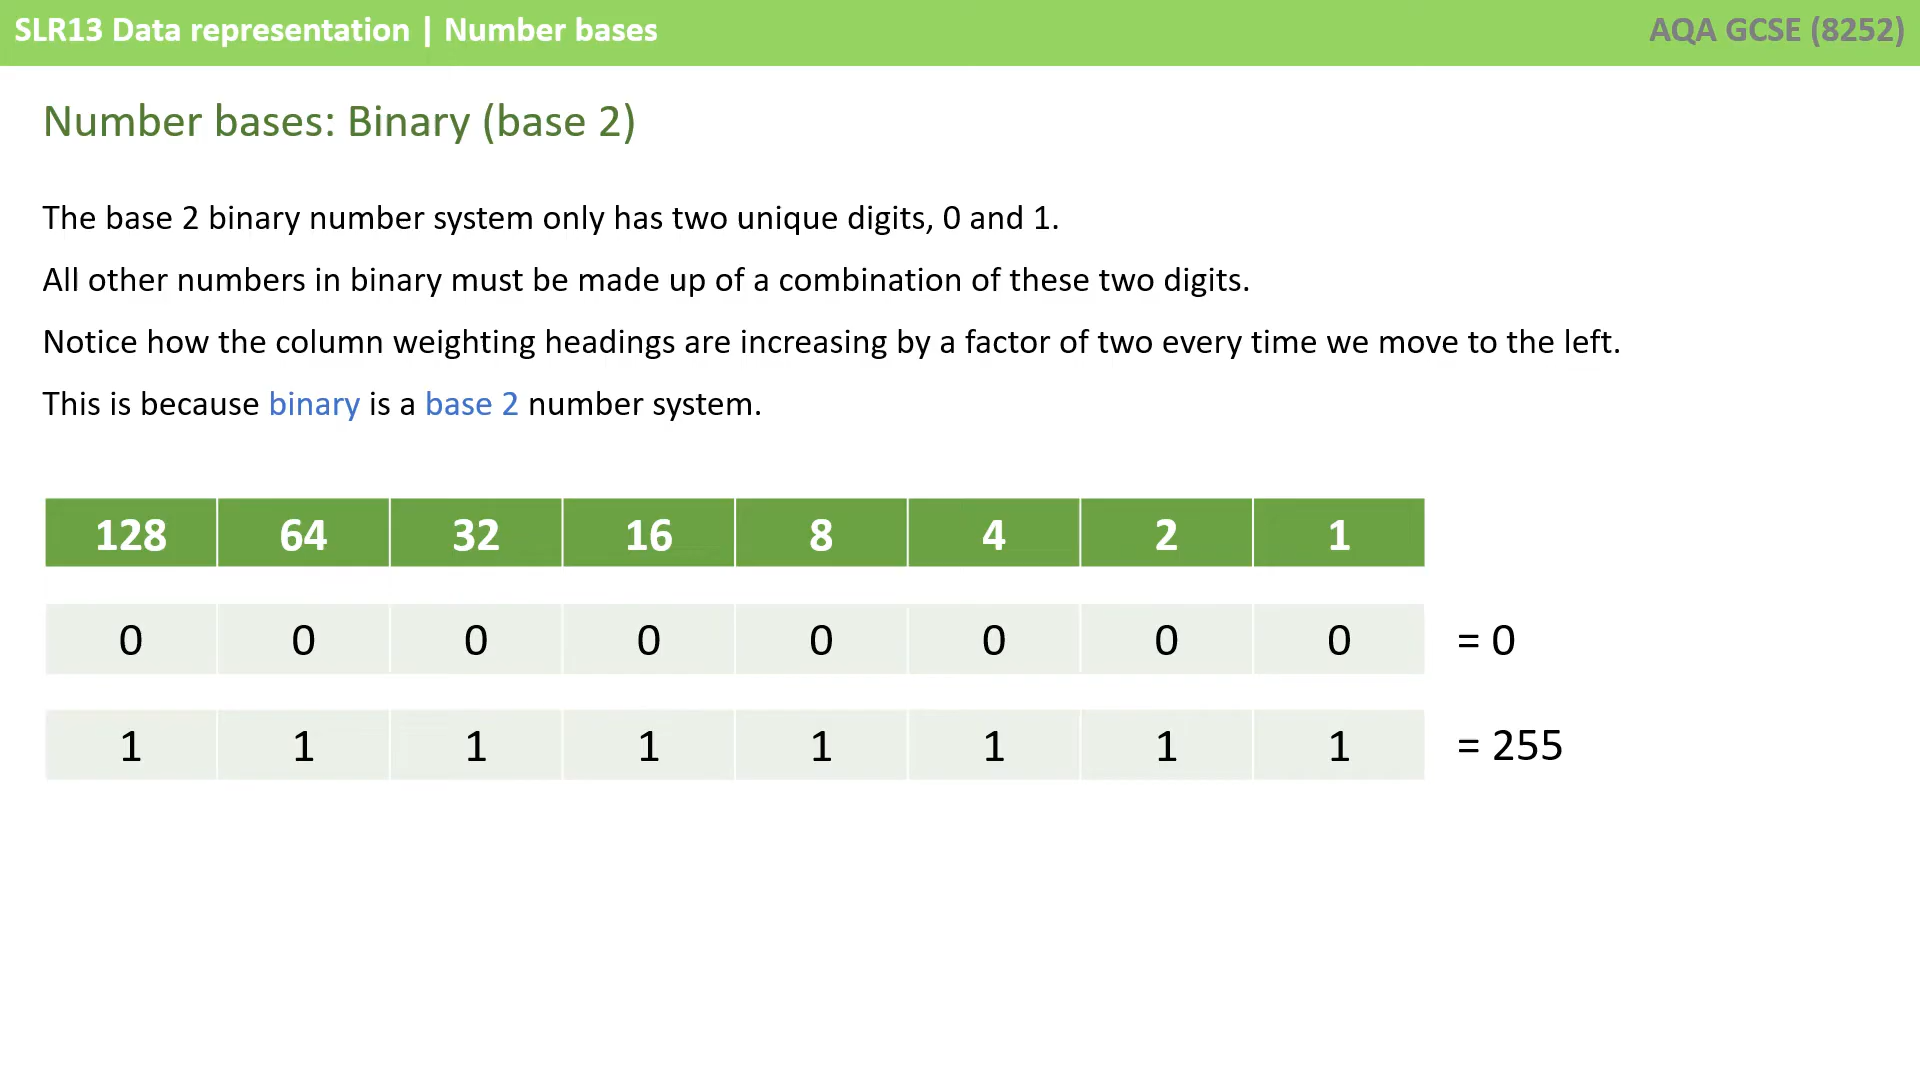 SLR13 Data representation | Number bases
AQA GCSE (8252)
Number bases: Binary (base 2)
The base 2 binary number system only has two unique digits, 0 and 1.
All other numbers in binary must be made up of a combination of these two digits.
Notice how the column weighting headings are increasing by a factor of two every time we move to the left.
This is because binary is a base 2 number system.
128 64 32 16 8 4 2 1
0 0 0 0 0 0 0 0 = 0
1 1 1 1 1 1 1 1 = 255